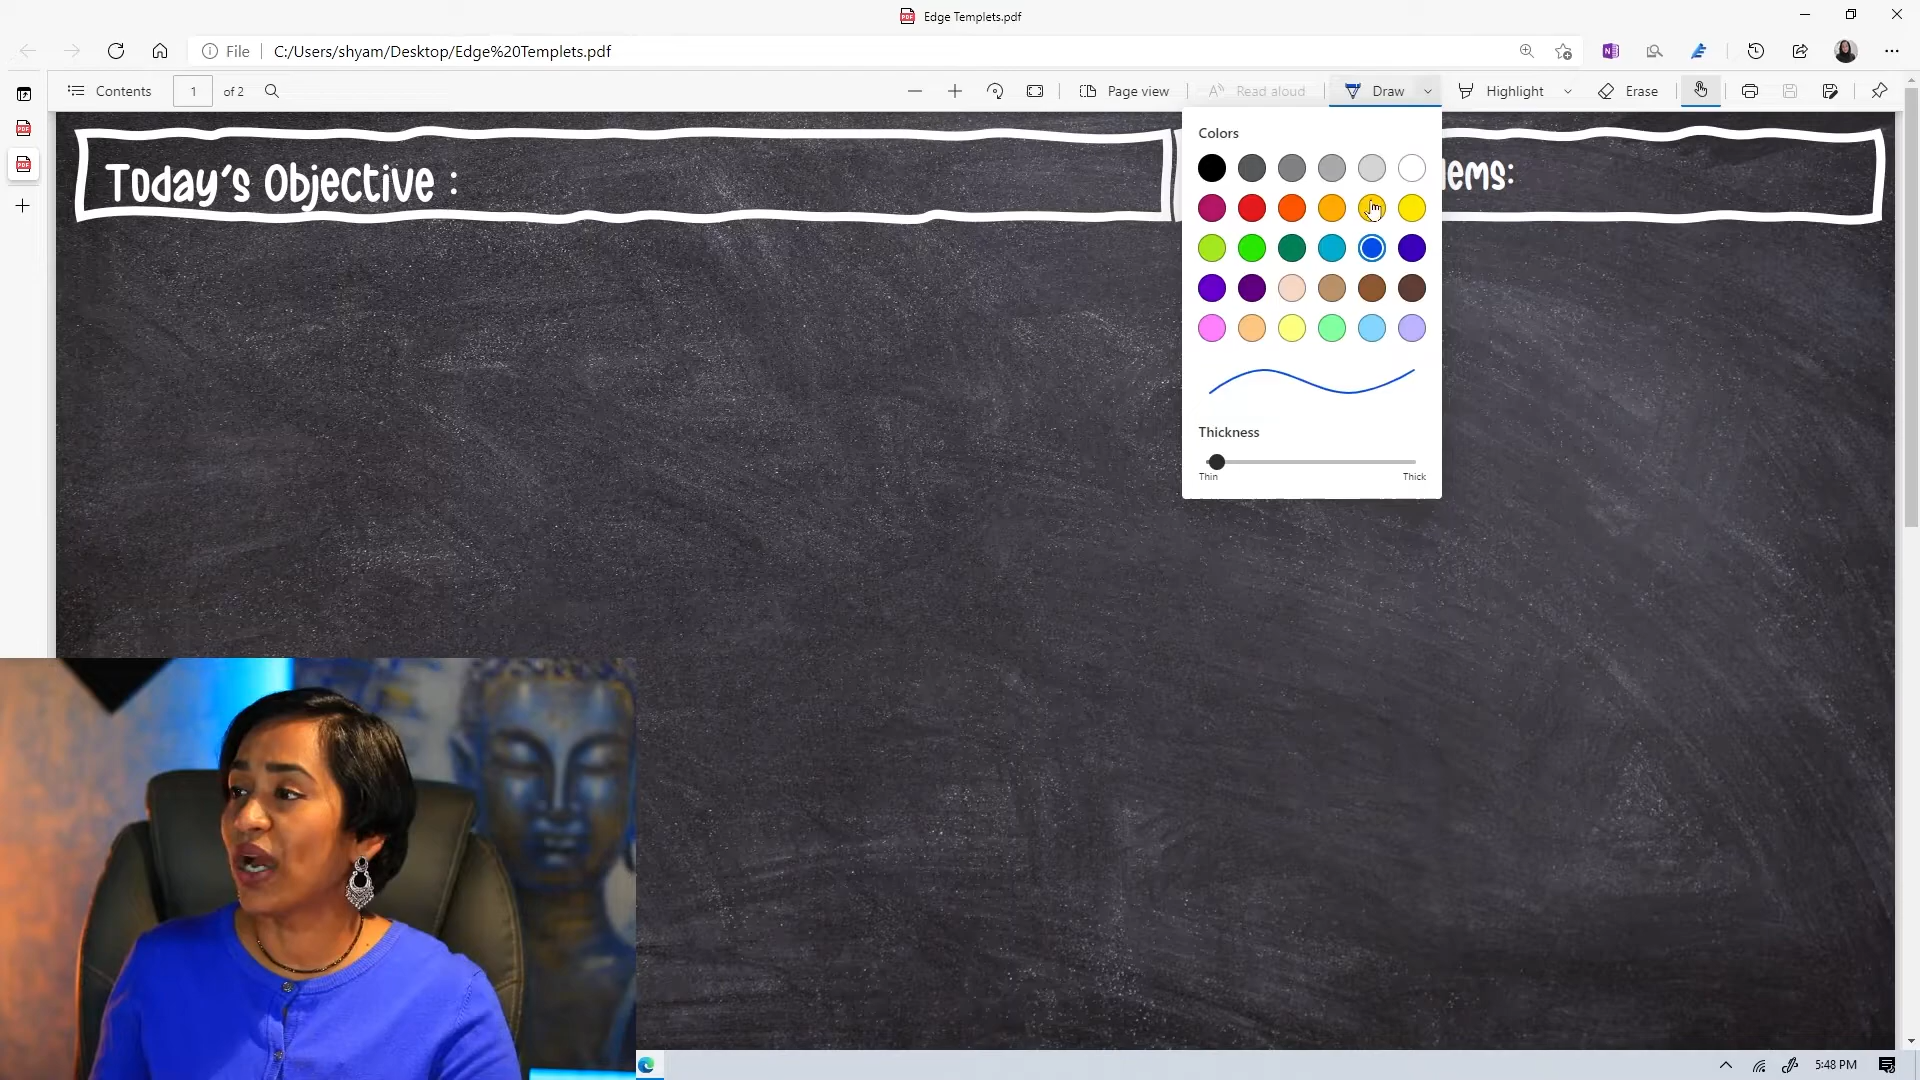 Edge Templets.pdf
File C:/Users/shyam/Desktop/Edge%20Templets.pdf
Contents 1 of 2 Page view Read aloud Draw Highlight Erase
Today's Objective :
lems:
Colors
Thickness
Thin Thick
5:48 PM